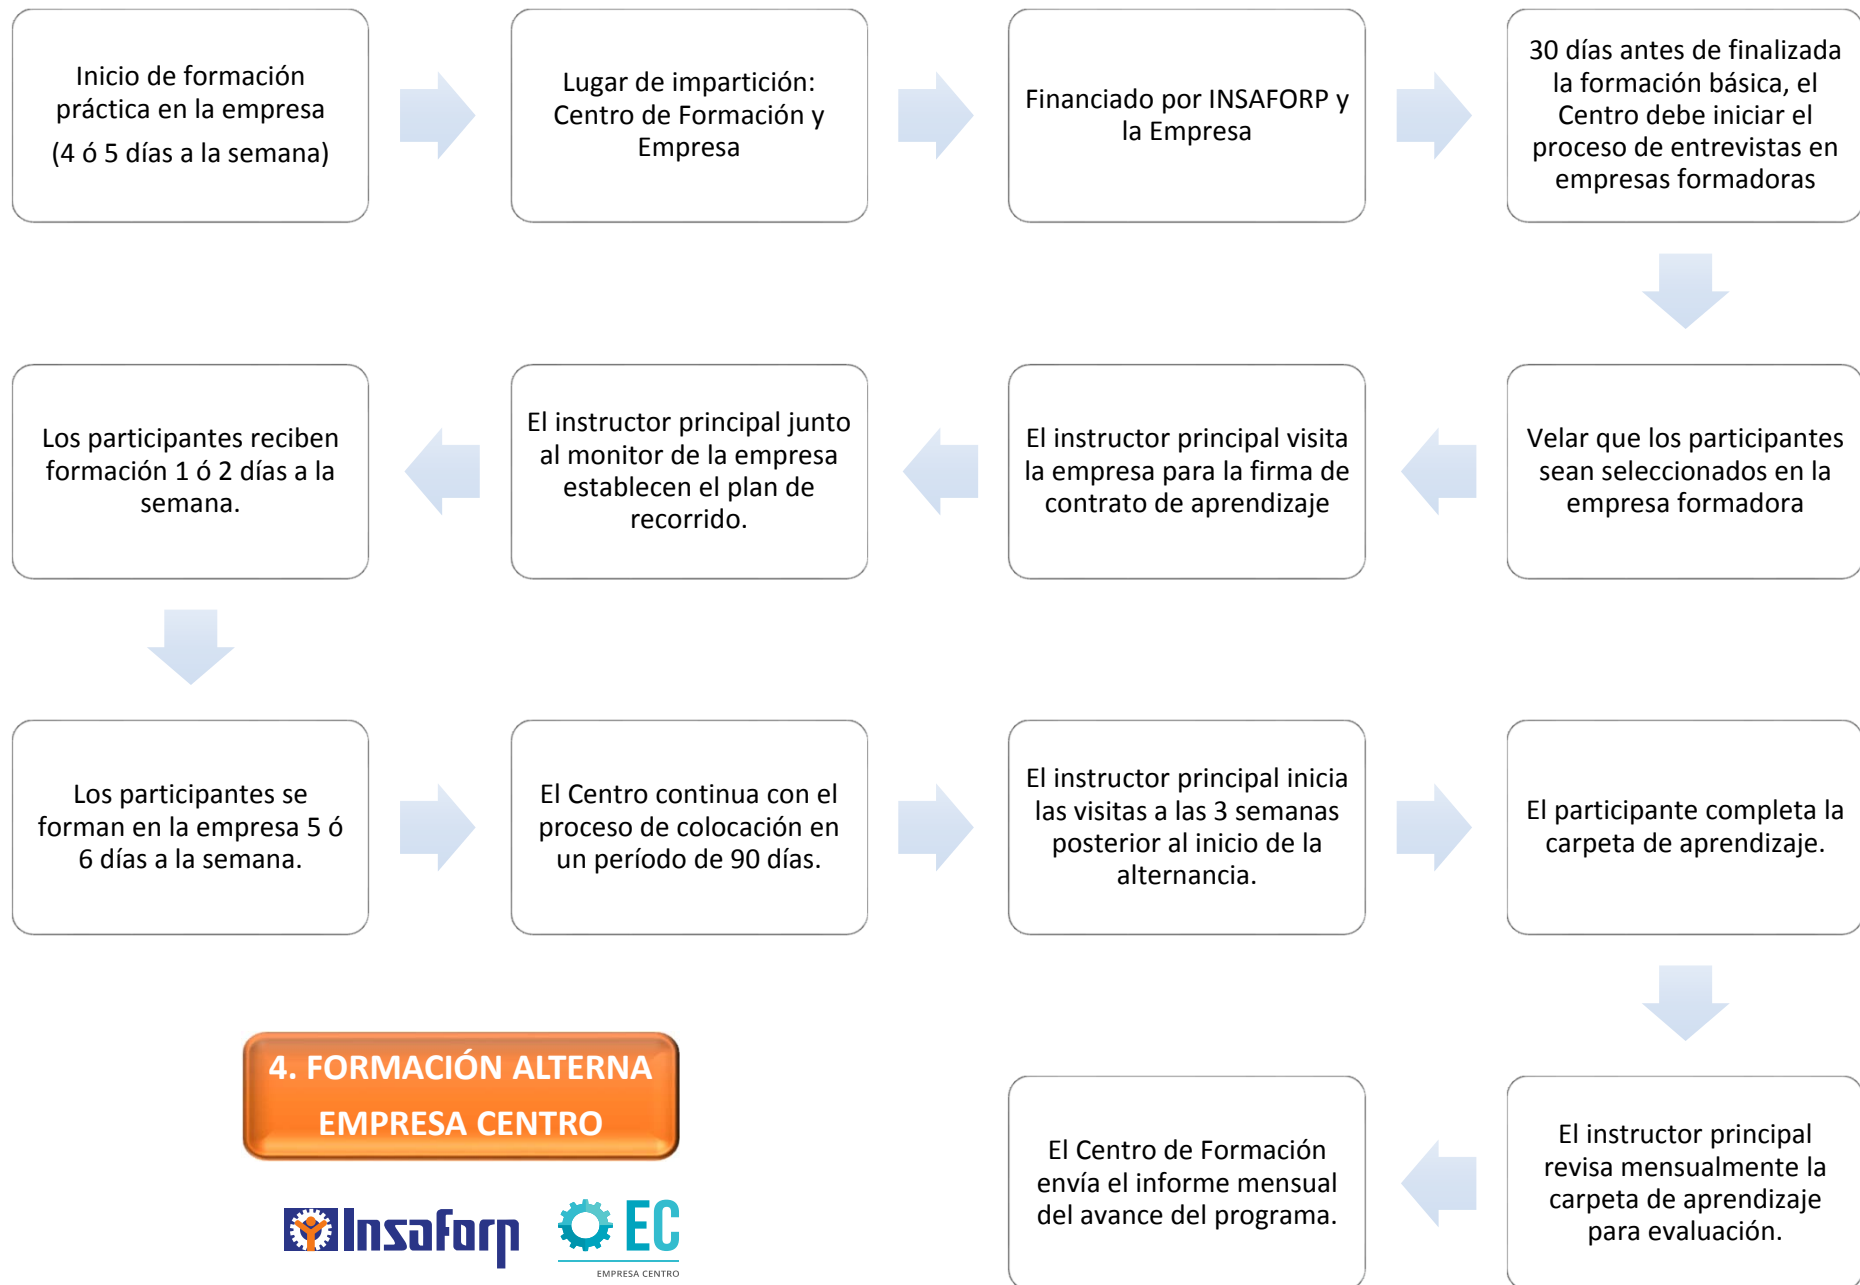 Inicio de formación
práctica en la empresa
(4 ó 5 días a la semana)
Lugar de impartición:
Centro de Formación y
Empresa
Financiado por INSAFORP y
la Empresa
30 días antes de finalizada
la formación básica, el
Centro debe iniciar el
proceso de entrevistas en
empresas formadoras
Velar que los participantes
sean seleccionados en la
empresa formadora
El instructor principal visita
la empresa para la firma de
contrato de aprendizaje
El instructor principal junto
al monitor de la empresa
establecen el plan de
recorrido.
Los participantes reciben
formación 1 ó 2 días a la
semana.
Los participantes se
forman en la empresa 5 ó
6 días a la semana.
El Centro continua con el
proceso de colocación en
un período de 90 días.
El instructor principal inicia
las visitas a las 3 semanas
posterior al inicio de la
alternancia.
El participante completa la
carpeta de aprendizaje.
El instructor principal
revisa mensualmente la
carpeta de aprendizaje
para evaluación.
El Centro de Formación
envía el informe mensual
del avance del programa.
4. FORMACIÓN ALTERNA
EMPRESA CENTRO
Insaforp
EC
EMPRESA CENTRO